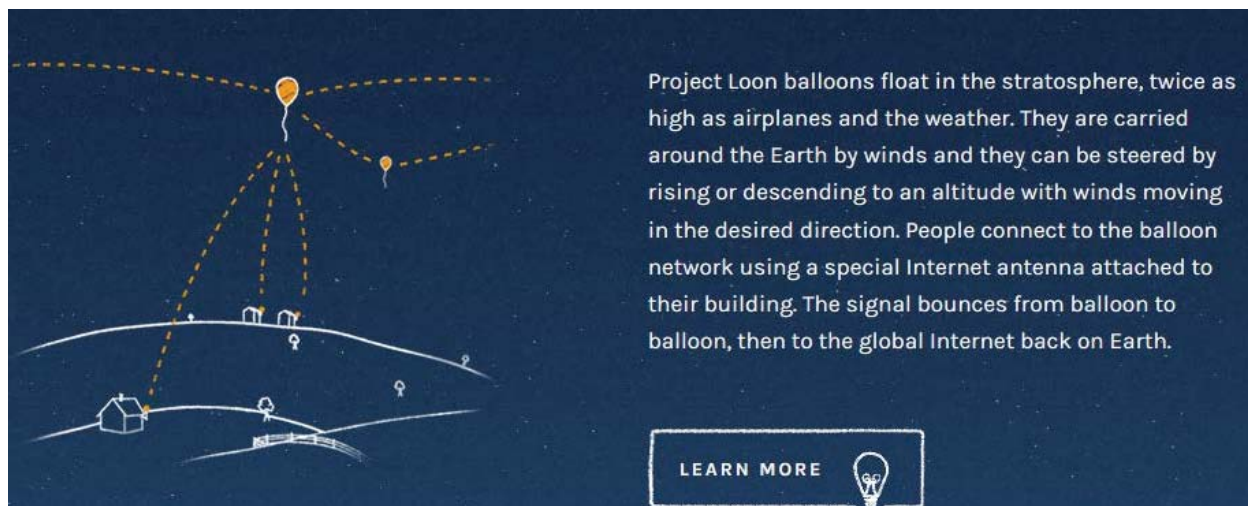 Project Loon balloons float in the stratosphere, twice as
high as airplanes and the weather. They are carried
around the Earth by winds and they can be steered by
rising or descending to an altitude with winds moving
in the desired direction. People connect to the balloon
network using a special Internet antenna attached to
their building. The signal bounces from balloon to
balloon, then to the global Internet back on Earth.
LEARN MORE